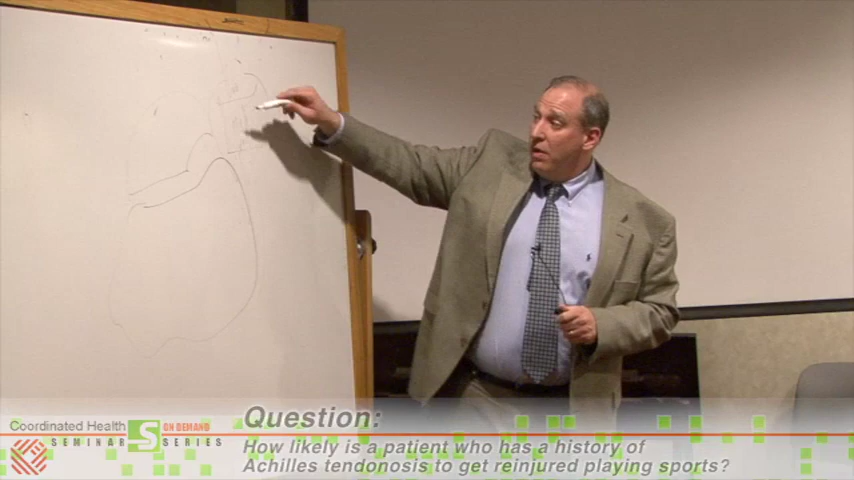 Question:
Coordinated Health
ON DEMAND
S
SEMINAR SERIES
How likely is a patient who has a history of
Achilles tendonosis to get reinjured playing sports?